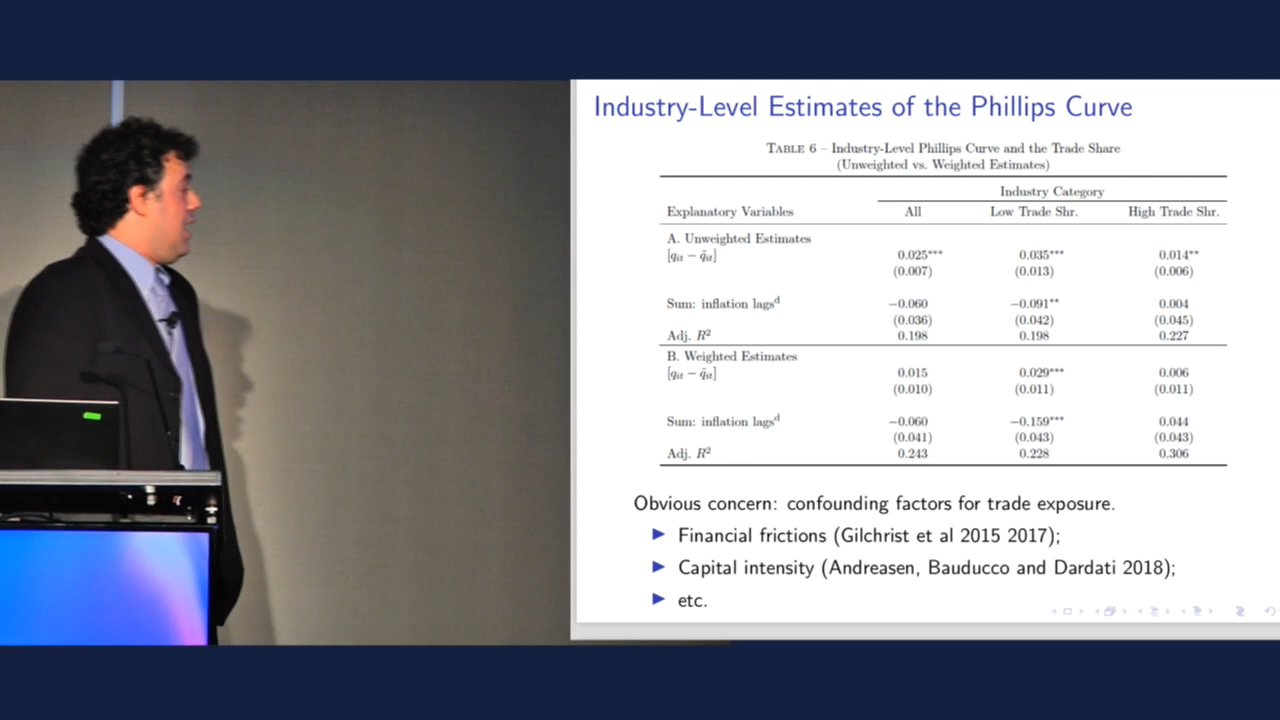 Industry-Level Estimates of the Phillips Curve
TABLE 6 – Industry-Level Phillips Curve and the Trade Share
(Unweighted vs. Weighted Estimates)
Industry Category
Explanatory Variables All Low Trade Shr. High Trade Shr.
A. Unweighted Estimates
[qᵢₜ − q̃ᵢₜ] 0.025*** 0.035*** 0.014**
(0.007) (0.013) (0.006)
Sum: inflation lagsᵈ −0.060 −0.091** 0.004
(0.036) (0.042) (0.045)
Adj. R² 0.198 0.198 0.227
B. Weighted Estimates
[qᵢₜ − q̃ᵢₜ] 0.015 0.029*** 0.006
(0.010) (0.011) (0.011)
Sum: inflation lagsᵈ −0.060 −0.159*** 0.044
(0.041) (0.043) (0.043)
Adj. R² 0.243 0.228 0.306
Obvious concern: confounding factors for trade exposure.
Financial frictions (Gilchrist et al 2015 2017);
Capital intensity (Andreasen, Bauducco and Dardati 2018);
etc.